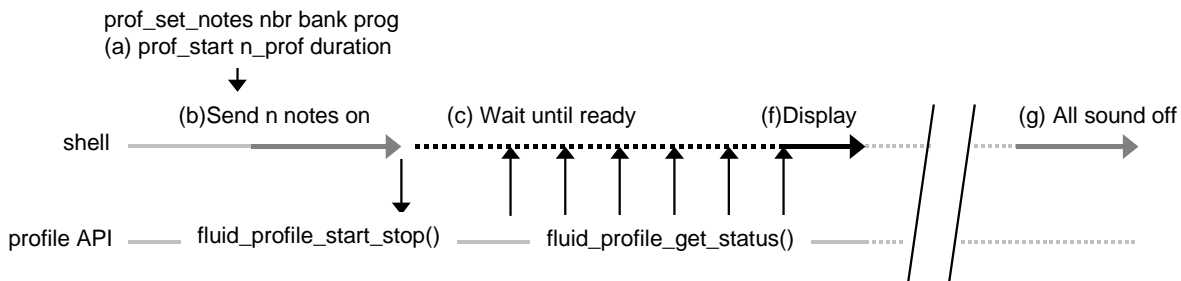 prof_set_notes nbr bank prog
(a) prof_start n_prof duration
(b)Send n notes on
(c) Wait until ready
(f)Display
(g) All sound off
shell
profile API
fluid_profile_start_stop()
fluid_profile_get_status()